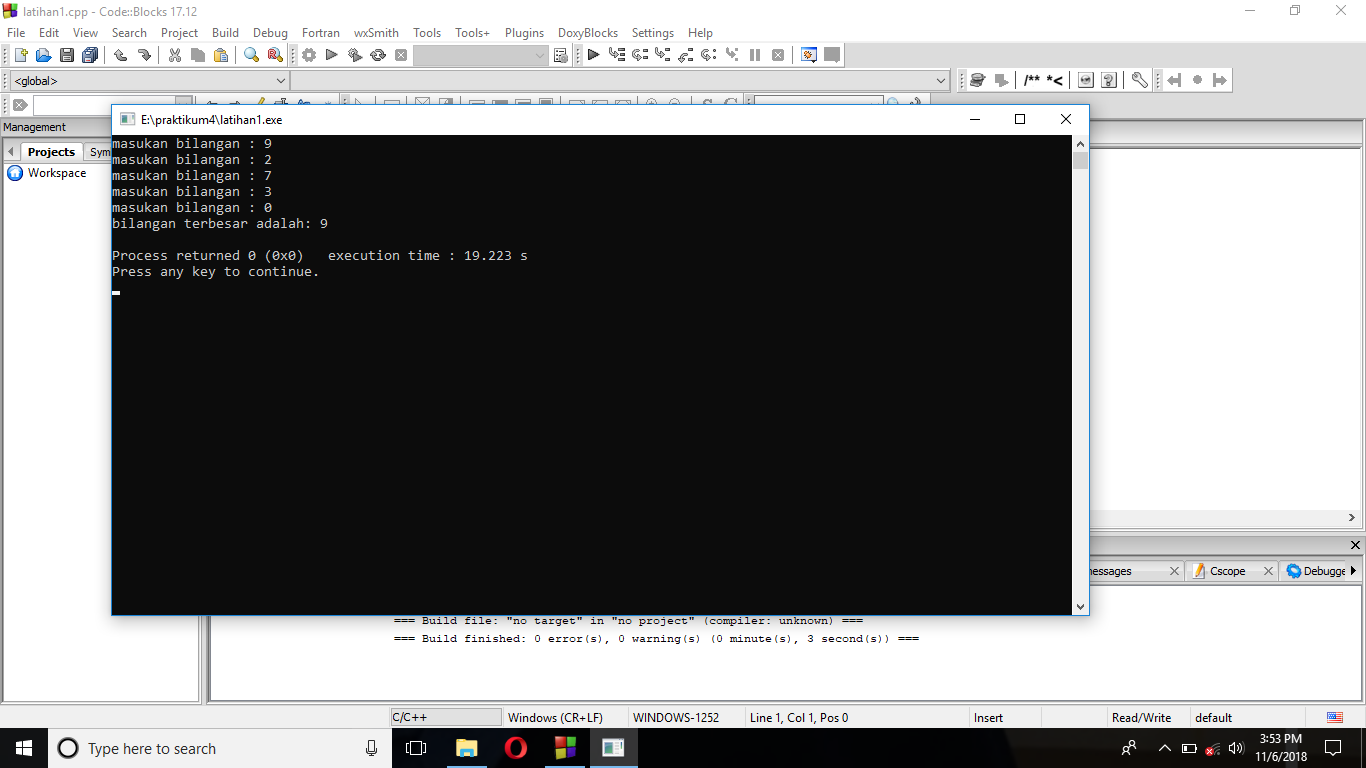 latihan1.cpp - Code::Blocks 17.12
File Edit View Search Project Build Debug Fortran wxSmith Tools Tools+ Plugins DoxyBlocks Settings Help
<global>
/** *<
E:\praktikum4\latihan1.exe
Management
Projects Sym
Workspace
masukan bilangan : 9
masukan bilangan : 2
masukan bilangan : 7
masukan bilangan : 3
masukan bilangan : 0
bilangan terbesar adalah: 9
Process returned 0 (0x0)   execution time : 19.223 s
Press any key to continue.
essages Cscope Debugge
=== Build file: "no target" in "no project" (compiler: unknown) ===
=== Build finished: 0 error(s), 0 warning(s) (0 minute(s), 3 second(s)) ===
C/C++ Windows (CR+LF) WINDOWS-1252 Line 1, Col 1, Pos 0 Insert Read/Write default
Type here to search
3:53 PM
11/6/2018